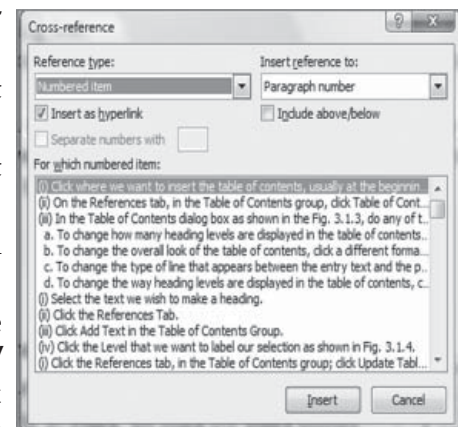 Cross-reference
Reference type: Insert reference to:
Numbered item Paragraph number
Insert as hyperlink Include above/below
Separate numbers with
For which numbered item:
(i) Click where we want to insert the table of contents, usually at the beginnin...
(ii) On the References tab, in the Table of Contents group, click Table of Cont...
(iii) In the Table of Contents dialog box as shown in the Fig. 3.1.3, do any of t...
a. To change how many heading levels are displayed in the table of contents...
b. To change the overall look of the table of contents, click a different forma...
c. To change the type of line that appears between the entry text and the p...
d. To change the way heading levels are displayed in the table of contents, c...
(i) Select the text we wish to make a heading.
(ii) Click the References Tab.
(iii) Click Add Text in the Table of Contents Group.
(iv) Click the Level that we want to label our selection as shown in Fig. 3.1.4.
(i) Click the References tab, in the Table of Contents group; click Update Tabl...
Insert Cancel